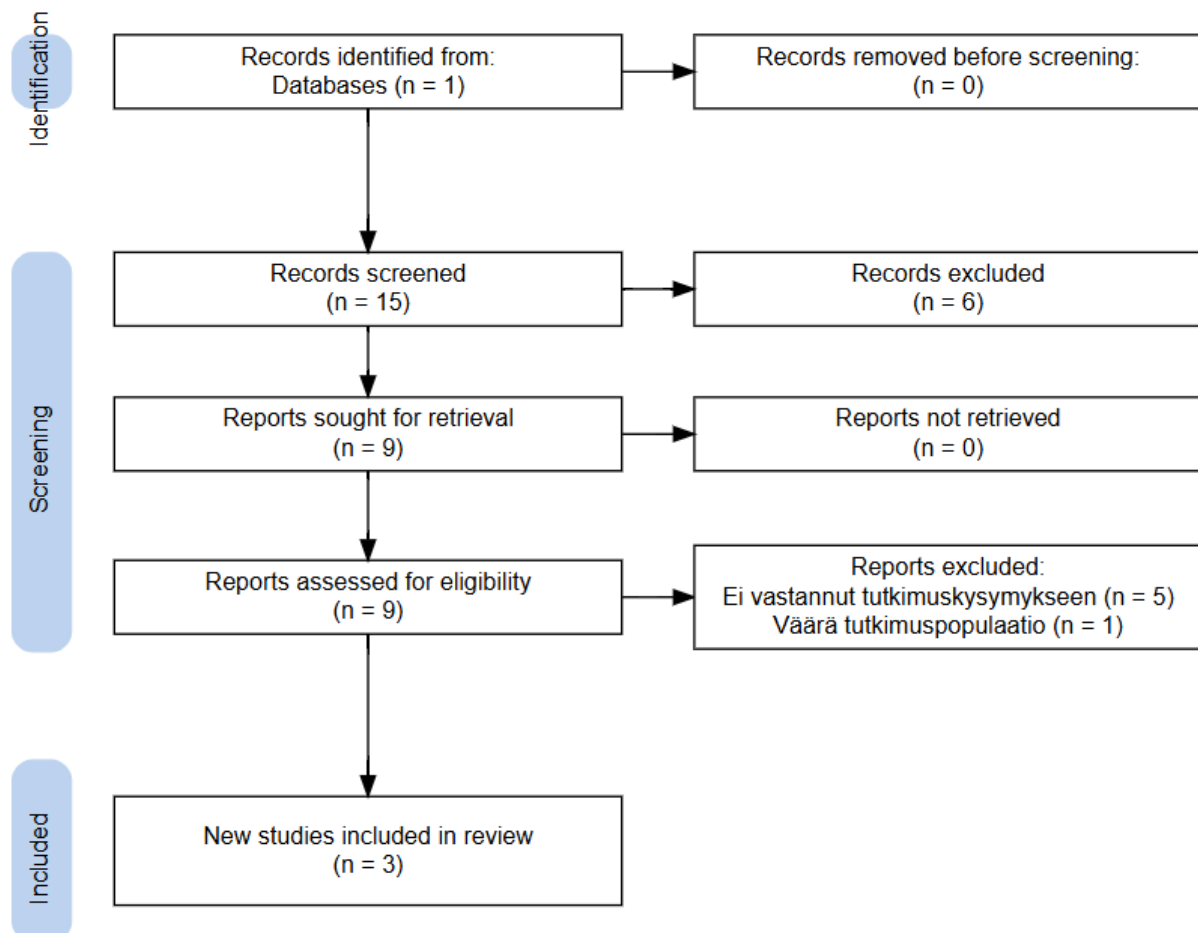 Identification
Records identified from:
Databases (n = 1)
Records removed before screening:
(n = 0)
Screening
Records screened
(n = 15)
Records excluded
(n = 6)
Reports sought for retrieval
(n = 9)
Reports not retrieved
(n = 0)
Reports assessed for eligibility
(n = 9)
Reports excluded:
Ei vastannut tutkimuskysymykseen (n = 5)
Väärä tutkimuspopulaatio (n = 1)
Included
New studies included in review
(n = 3)